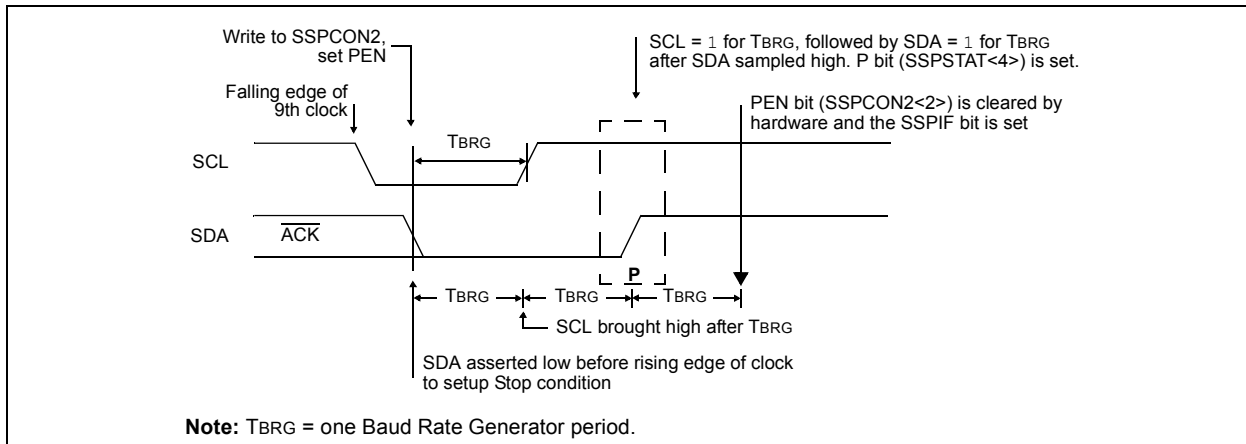 Write to SSPCON2,
set PEN
SCL = 1 for TBRG, followed by SDA = 1 for TBRG
after SDA sampled high. P bit (SSPSTAT<4>) is set.
Falling edge of
9th clock
PEN bit (SSPCON2<2>) is cleared by
hardware and the SSPIF bit is set
TBRG
SCL
SDA
ACK
P
TBRG
TBRG
TBRG
SCL brought high after TBRG
SDA asserted low before rising edge of clock
to setup Stop condition
Note: TBRG = one Baud Rate Generator period.